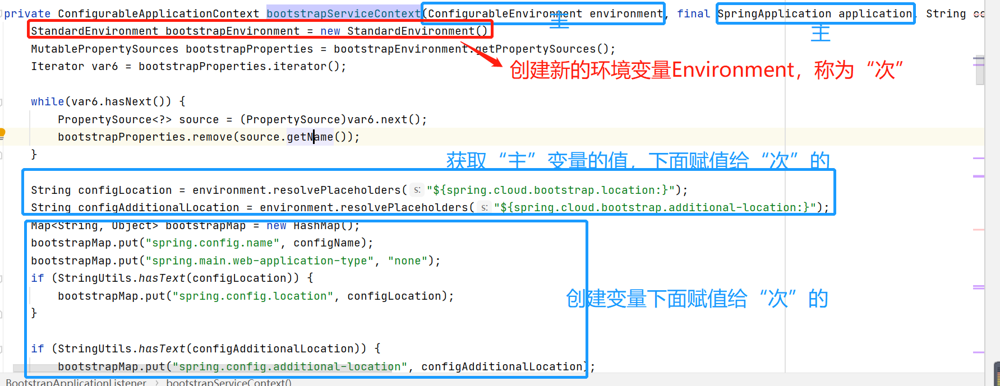 private ConfigurableApplicationContext bootstrapServiceContext(ConfigurableEnvironment environment, final SpringApplication application, String co
主
主
StandardEnvironment bootstrapEnvironment = new StandardEnvironment()
MutablePropertySources bootstrapProperties = bootstrapEnvironment.getPropertySources();
Iterator var6 = bootstrapProperties.iterator();
创建新的环境变量Environment，称为“次”
while(var6.hasNext()) {
PropertySource<?> source = (PropertySource)var6.next();
bootstrapProperties.remove(source.getName());
}
获取“主”变量的值，下面赋值给“次”的
String configLocation = environment.resolvePlaceholders( s: "${spring.cloud.bootstrap.location:}");
String configAdditionalLocation = environment.resolvePlaceholders( s: "${spring.cloud.bootstrap.additional-location:}");
Map<String, Object> bootstrapMap = new HashMap();
bootstrapMap.put("spring.config.name", configName);
bootstrapMap.put("spring.main.web-application-type", "none");
if (StringUtils.hasText(configLocation)) {
bootstrapMap.put("spring.config.location", configLocation);
}
创建变量下面赋值给“次”的
if (StringUtils.hasText(configAdditionalLocation)) {
bootstrapMap.put("spring.config.additional-location", configAdditionalLocation);
BootstrapApplicationListener > bootstrapServiceContext()